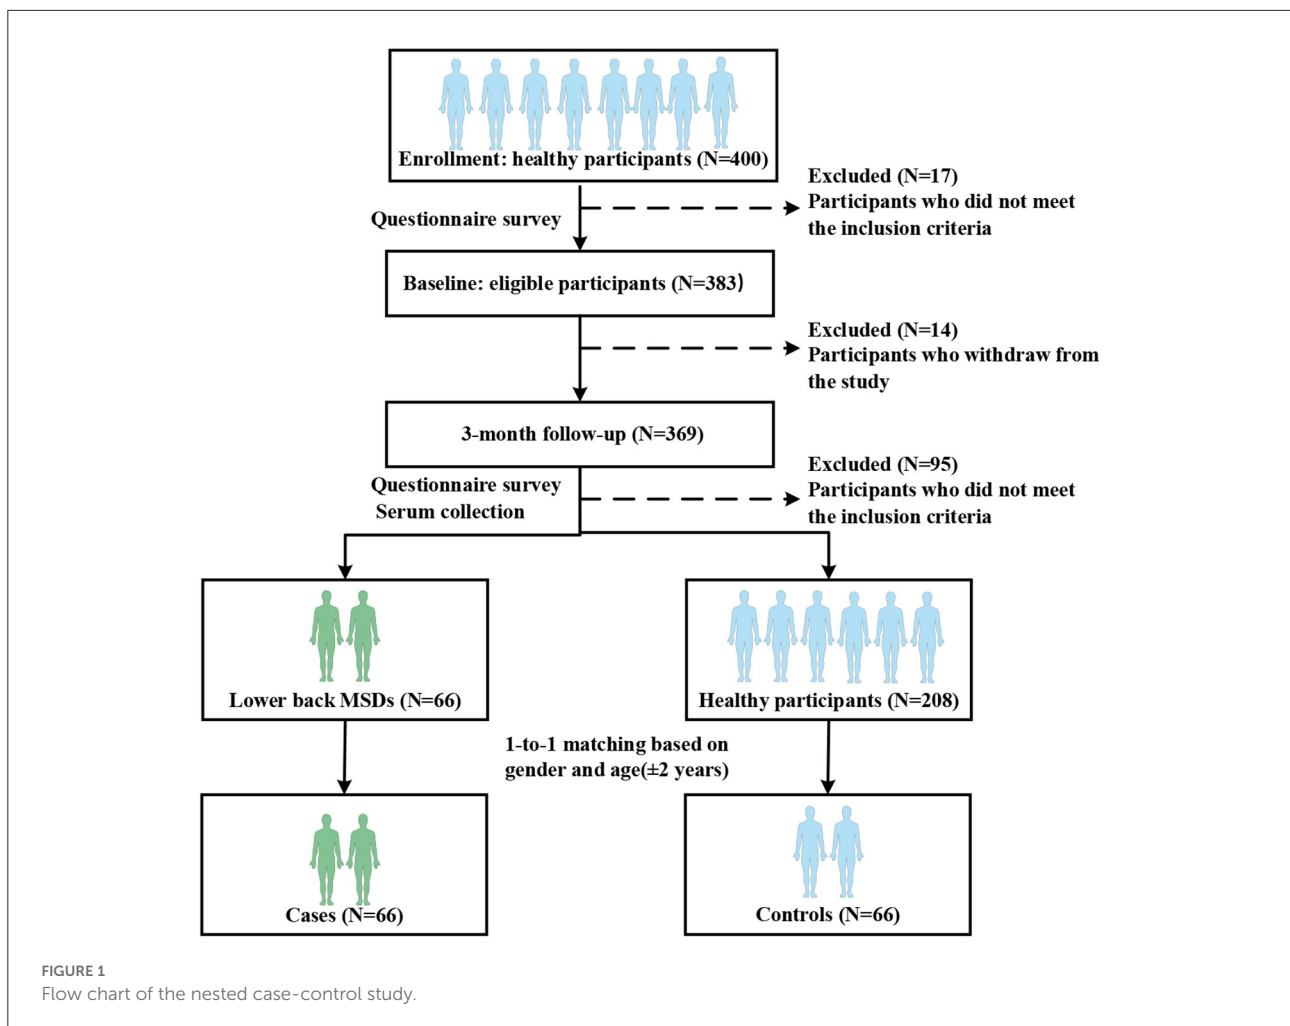 Enrollment: healthy participants (N=400)
Excluded (N=17)
Participants who did not meet
the inclusion criteria
Questionnaire survey
Baseline: eligible participants (N=383)
Excluded (N=14)
Participants who withdraw from
the study
3-month follow-up (N=369)
Excluded (N=95)
Participants who did not meet
the inclusion criteria
Questionnaire survey
Serum collection
Lower back MSDs (N=66)
Healthy participants (N=208)
1-to-1 matching based on
gender and age(±2 years)
Cases (N=66)
Controls (N=66)
FIGURE 1
Flow chart of the nested case-control study.